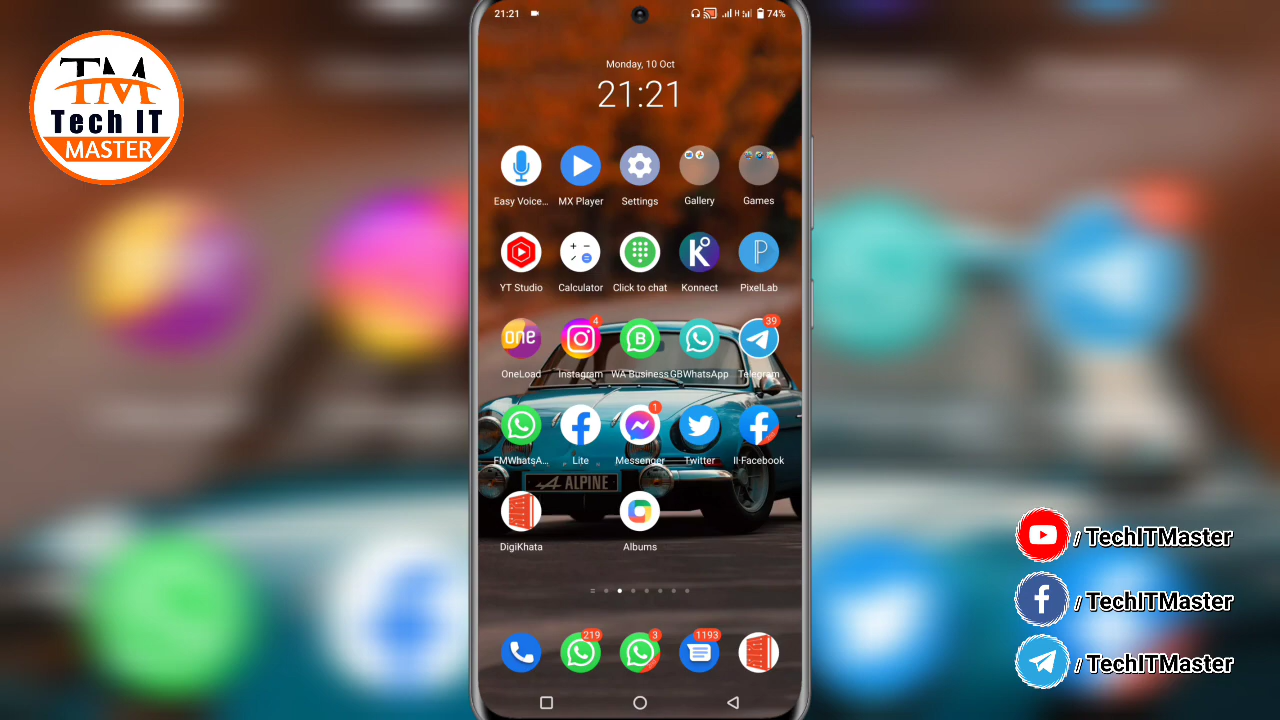 21:21
H
74%
TM
Tech IT
MASTER
Monday, 10 Oct
21:21
Easy Voice... MX Player Settings Gallery Games
YT Studio Calculator Click to chat Konnect PixelLab
4 39
one
B
OneLoad Instagram WA Business GBWhatsApp Telegram
1
FMWhatsA... Lite Messenger Twitter II·Facebook
ALPINE
DigiKhata Albums
219 3 1193
/ TechITMaster
/ TechITMaster
/ TechITMaster